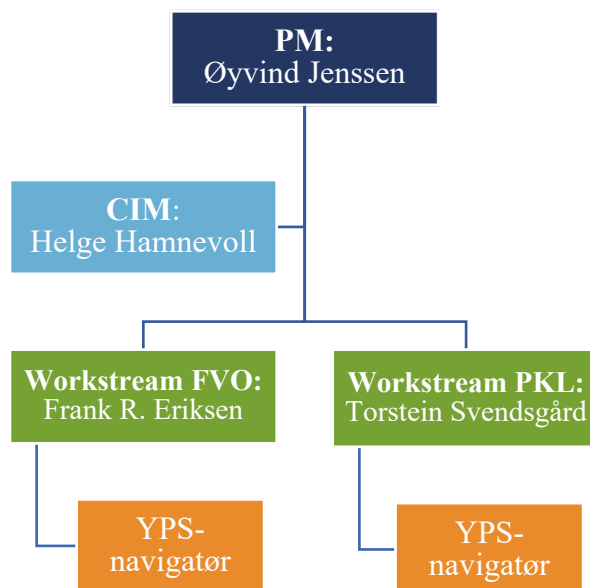 PM:
Øyvind Jenssen
CIM:
Helge Hamnevoll
Workstream FVO:
Frank R. Eriksen
Workstream PKL:
Torstein Svendsgård
YPS-
navigatør
YPS-
navigatør